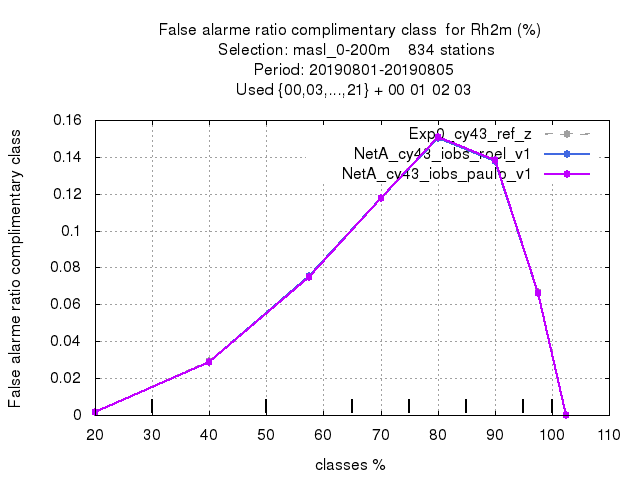 False alarme ratio complimentary class for Rh2m (%)
Selection: masl_0-200m 834 stations
Period: 20190801-20190805
Used {00,03,...,21} + 00 01 02 03
False alarme ratio complimentary class
0.16
0.14
0.12
0.1
0.08
0.06
0.04
0.02
0
Exp0_cy43_ref_z
NetA_cy43_iobs_roel_v1
NetA_cy43_iobs_paulo_v1
20 30 40 50 60 70 80 90 100 110
classes %